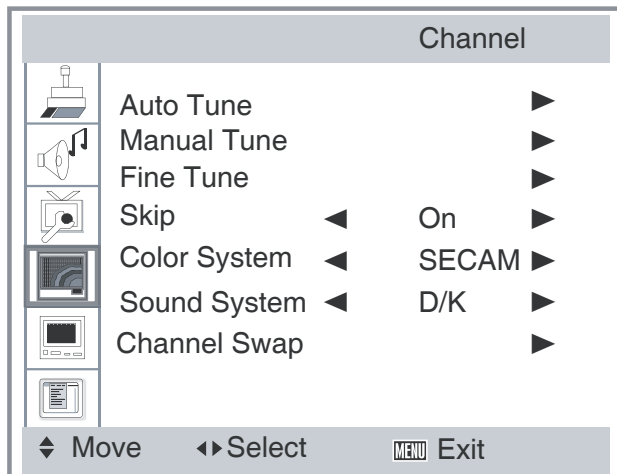 Channel
Auto Tune
Manual Tune
Fine Tune
Skip On
Color System SECAM
Sound System D/K
Channel Swap
Move Select MENU Exit